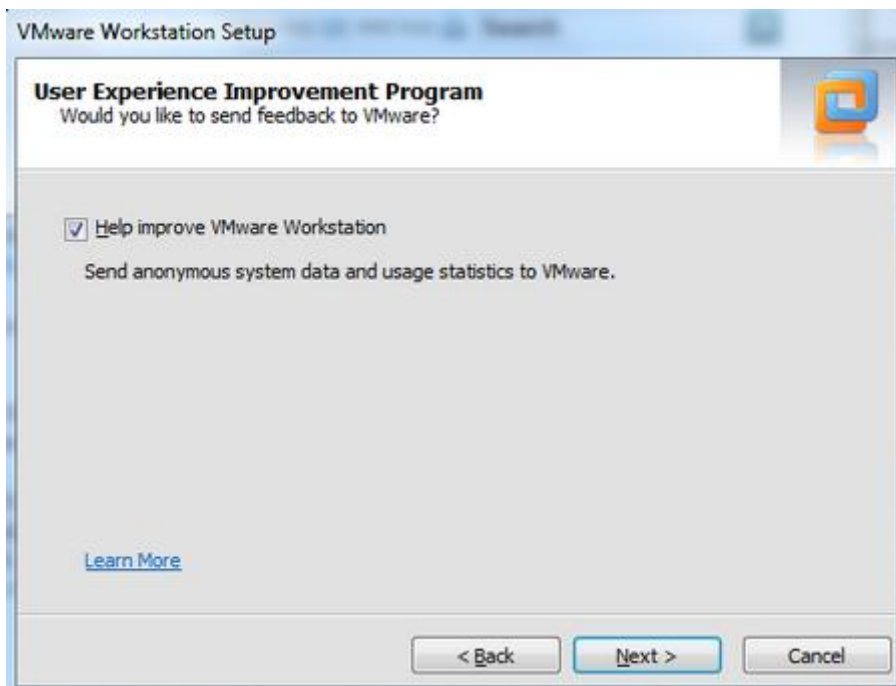 VMware Workstation Setup
User Experience Improvement Program
Would you like to send feedback to VMware?
Help improve VMware Workstation
Send anonymous system data and usage statistics to VMware.
Learn More
< Back Next > Cancel